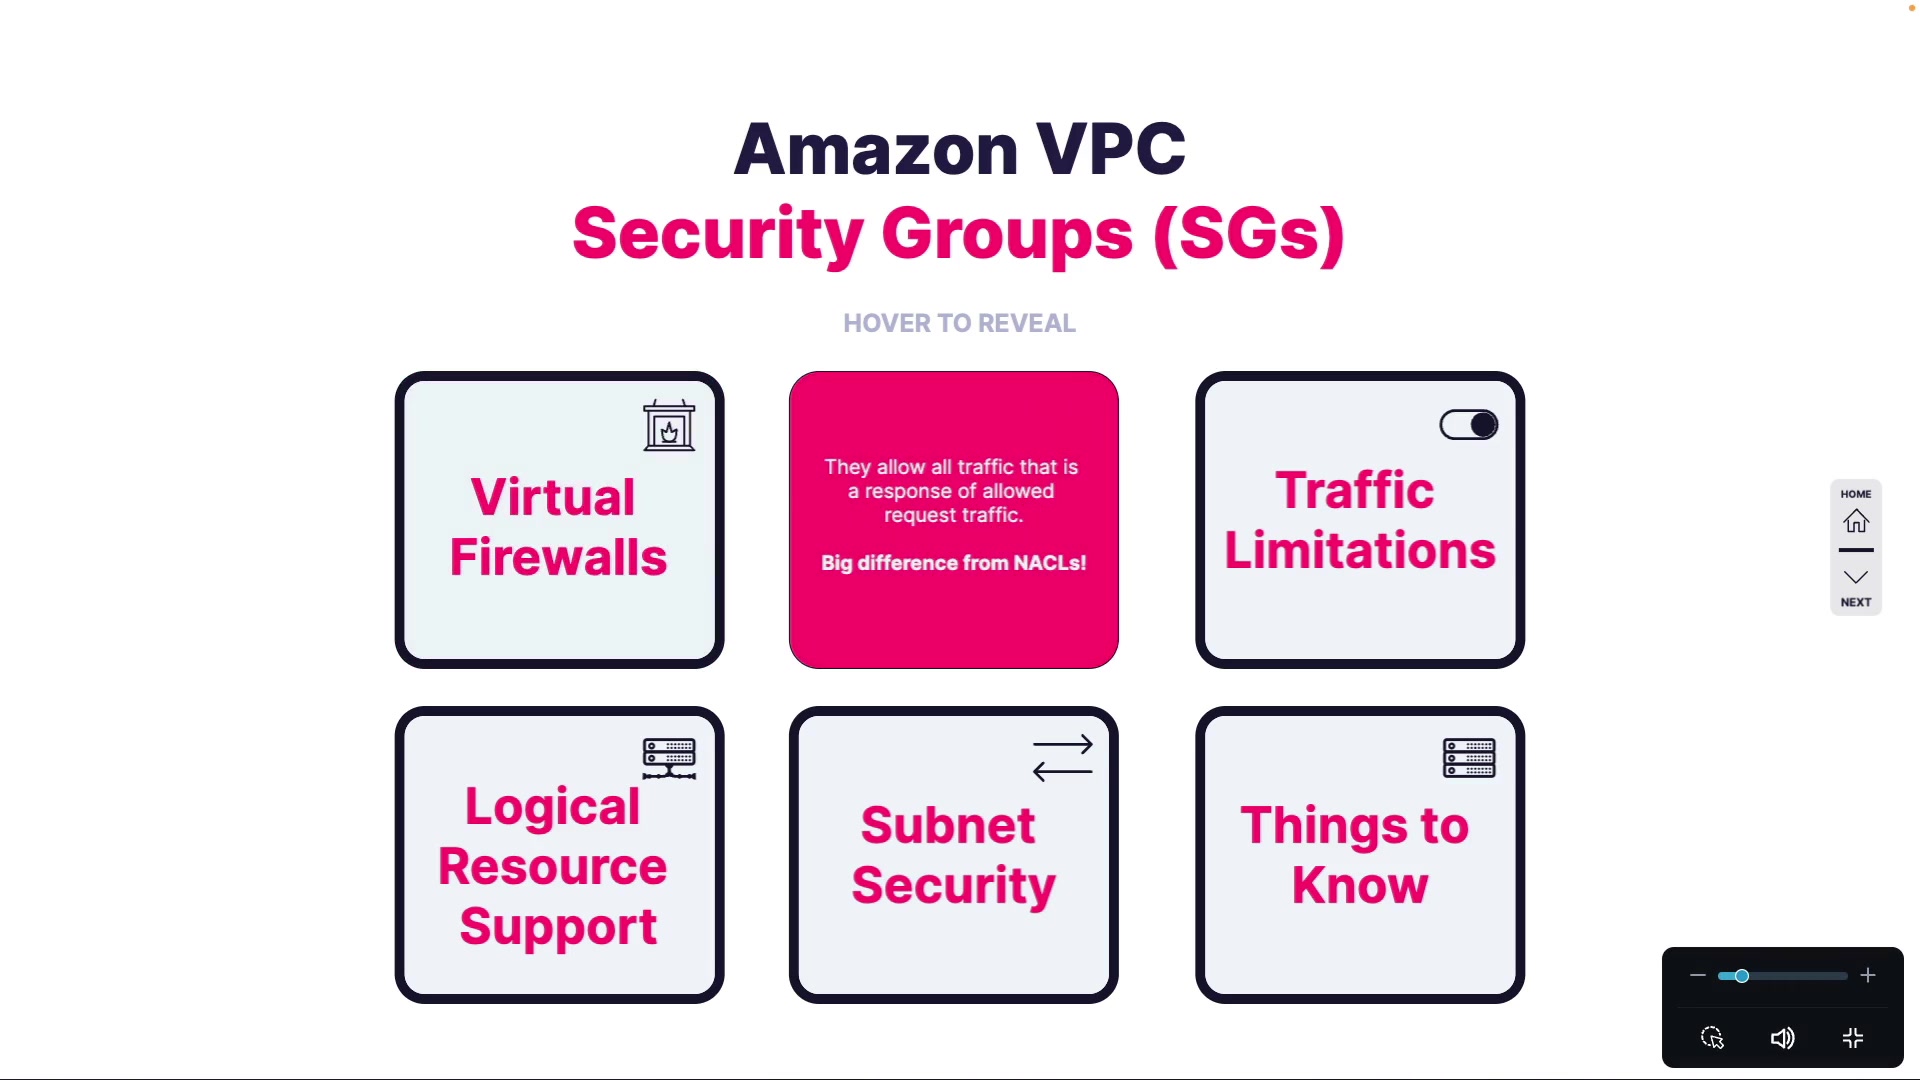 Amazon VPC
Security Groups (SGs)
HOVER TO REVEAL
Virtual
Firewalls
They allow all traffic that is
a response of allowed
request traffic.
Big difference from NACLs!
Traffic
Limitations
Logical
Resource
Support
Subnet
Security
Things to
Know
HOME
NEXT